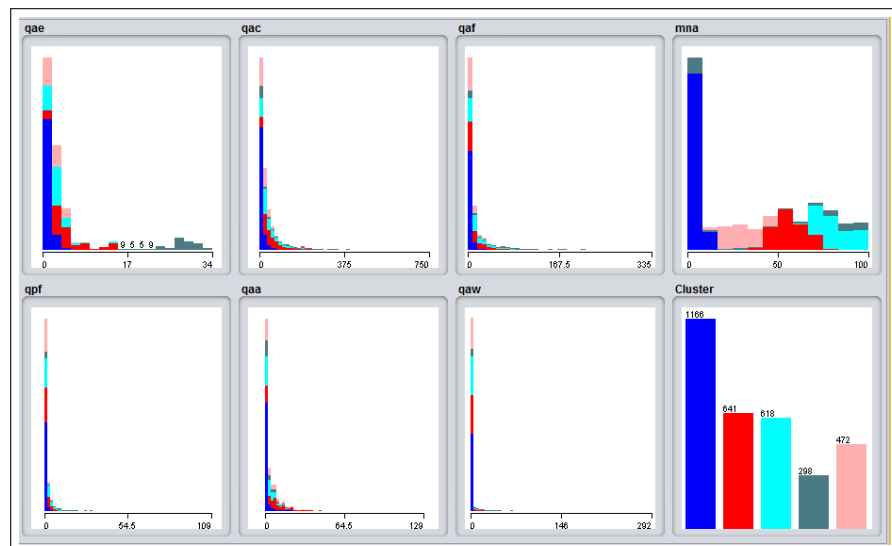 qae
qac
qaf
mna
9 5 5 9
0 17 34
0 375 750
0 167.5 335
0 50 100
qpf
qaa
qaw
Cluster
1166
641
618
298
472
0 54.5 109
0 64.5 129
0 146 292